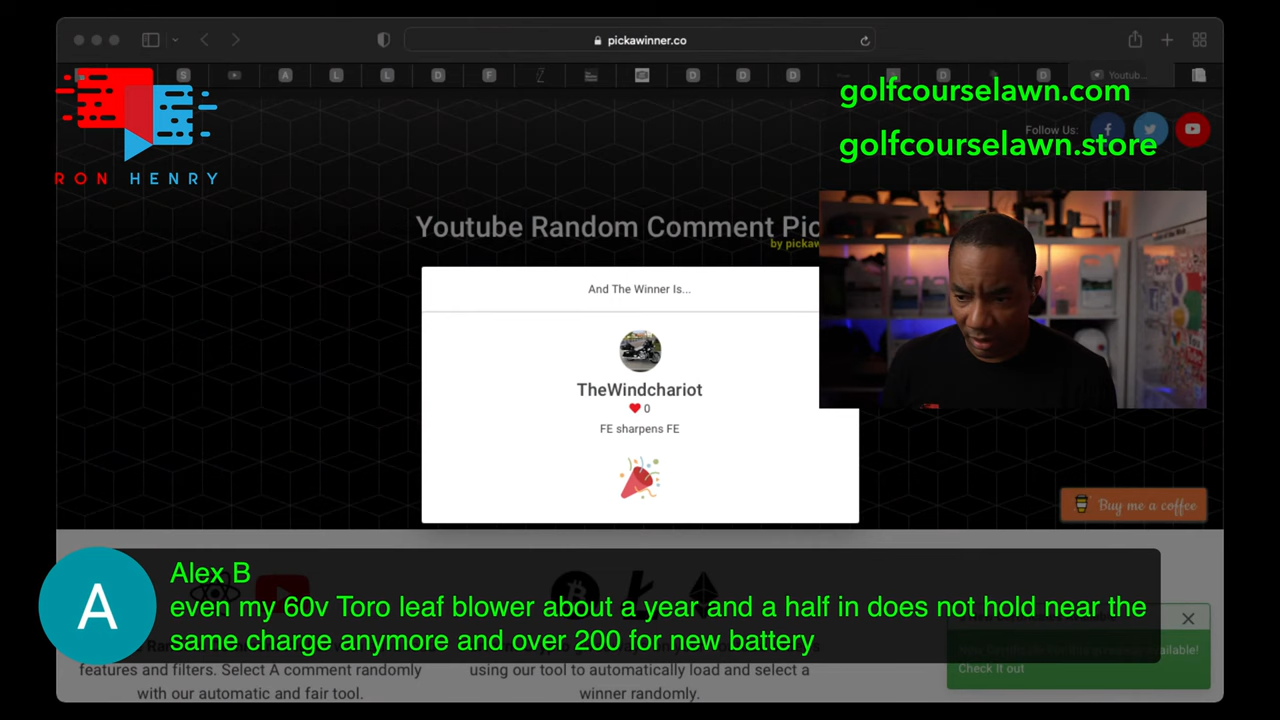 pickawinner.co
S
A
L
L
D
F
D
D
D
D
D
Youtub...
golfcourselawn.com
Follow Us:
golfcourselawn.store
RON HENRY
Youtube Random Comment Pic
by pickaw
And The Winner Is...
TheWindchariot
0
FE sharpens FE
Buy me a coffee
A
Alex B
even my 60v Toro leaf blower about a year and a half in does not hold near the
same charge anymore and over 200 for new battery
features and filters. Select A comment randomly
with our automatic and fair tool.
using our tool to automatically load and select a
winner randomly.
available!
Check It out